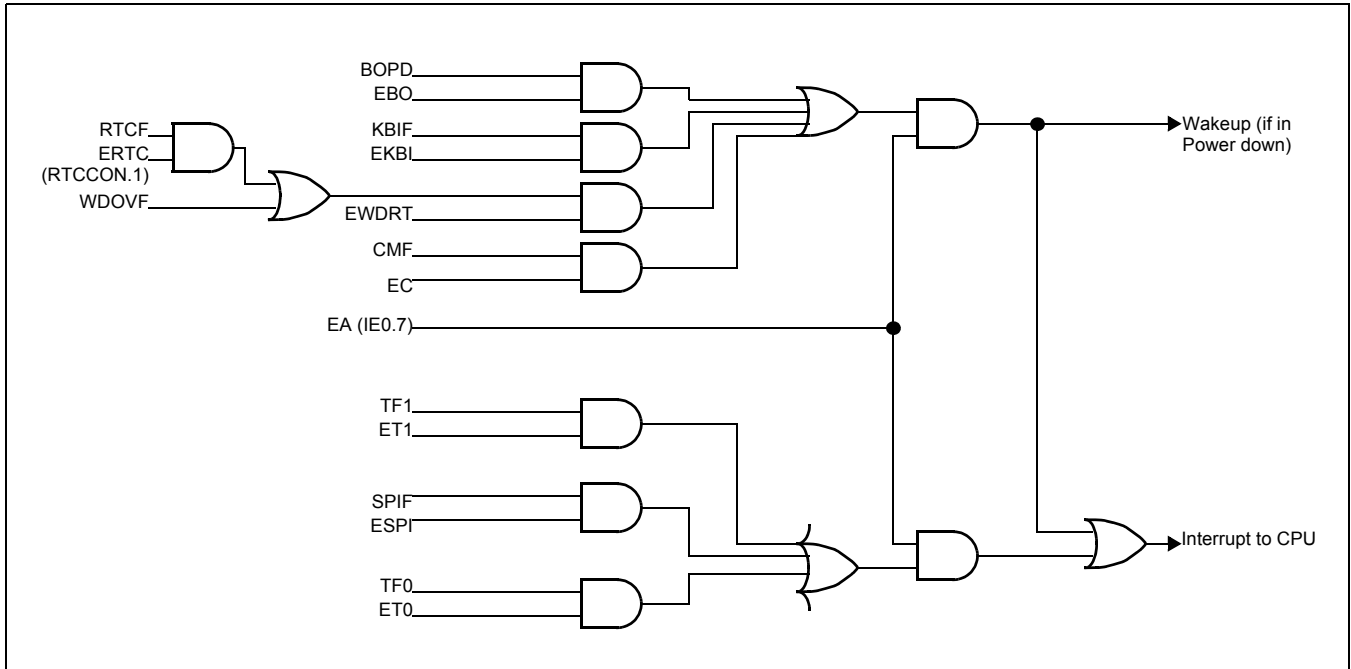 BOPD
EBO
RTCF
ERTC
(RTCCON.1)
WDOVF
KBIF
EKBI
EWDRT
CMF
EC
EA (IE0.7)
Wakeup (if in
Power down)
TF1
ET1
SPIF
ESPI
TF0
ET0
Interrupt to CPU